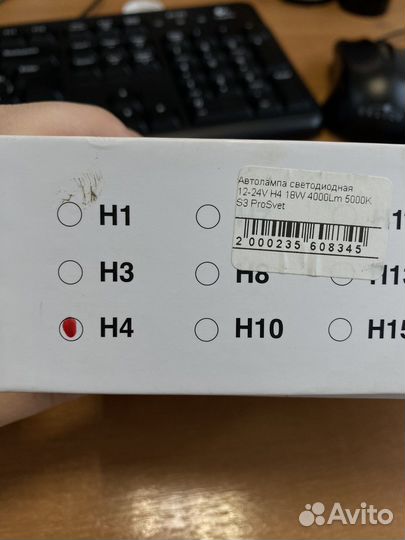 Автолампа светодиодная
12-24V H4 18W 4000Lm 5000K
S3 ProSvet
2 000235 608345
H1
H3 H8
H4 H10
Avito